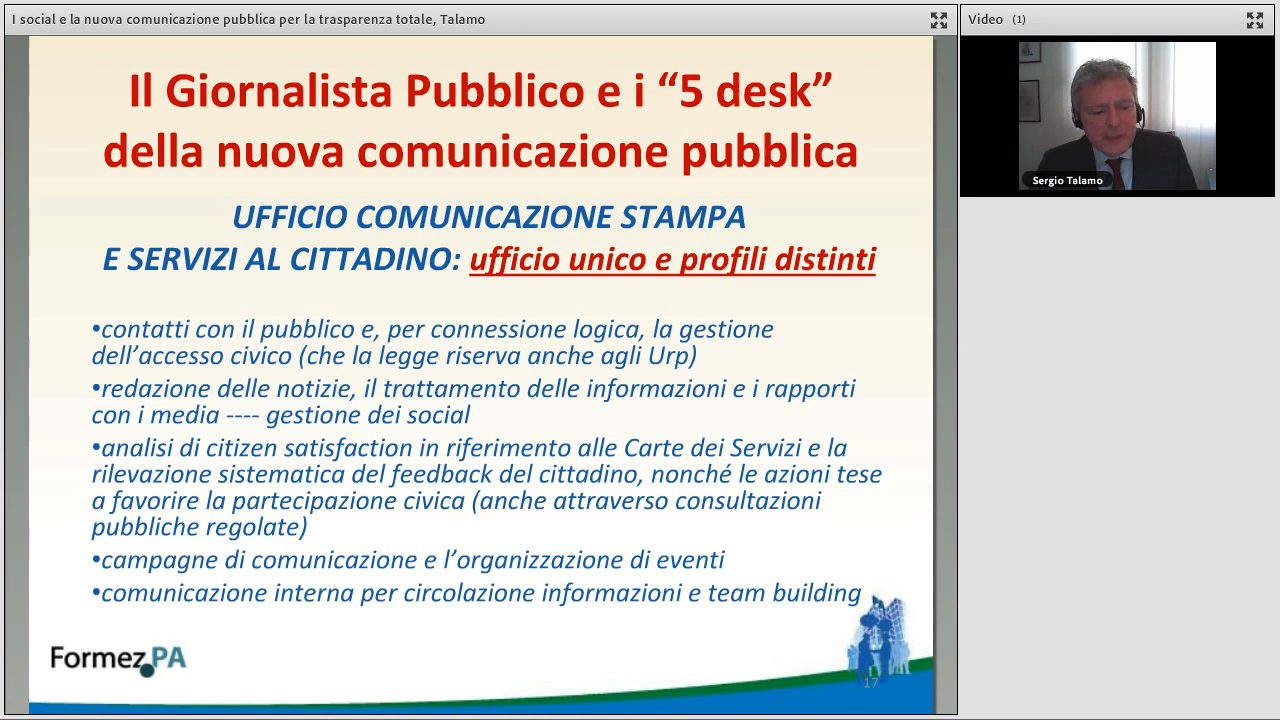 I social e la nuova comunicazione pubblica per la trasparenza totale, Talamo
Video (1)
Il Giornalista Pubblico e i “5 desk”
della nuova comunicazione pubblica
UFFICIO COMUNICAZIONE STAMPA
E SERVIZI AL CITTADINO: ufficio unico e profili distinti
•contatti con il pubblico e, per connessione logica, la gestione
dell’accesso civico (che la legge riserva anche agli Urp)
•redazione delle notizie, il trattamento delle informazioni e i rapporti
con i media ---- gestione dei social
•analisi di citizen satisfaction in riferimento alle Carte dei Servizi e la
rilevazione sistematica del feedback del cittadino, nonché le azioni tese
a favorire la partecipazione civica (anche attraverso consultazioni
pubbliche regolate)
•campagne di comunicazione e l’organizzazione di eventi
•comunicazione interna per circolazione informazioni e team building
Formez PA
17
Sergio Talamo